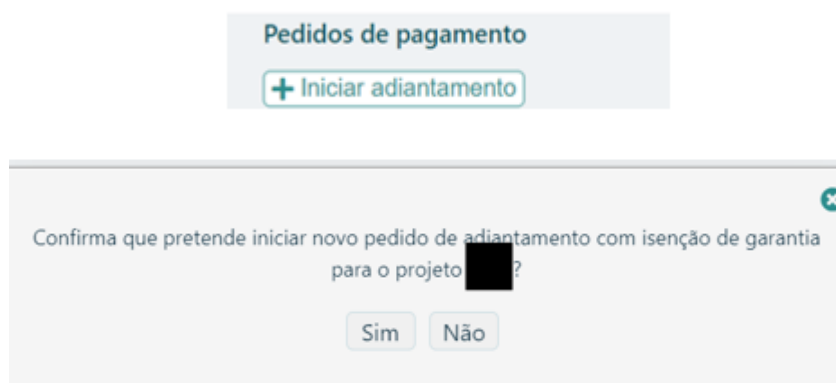 Pedidos de pagamento
+ Iniciar adiantamento
Confirma que pretende iniciar novo pedido de adiantamento com isenção de garantia
para o projeto ?
Sim Não